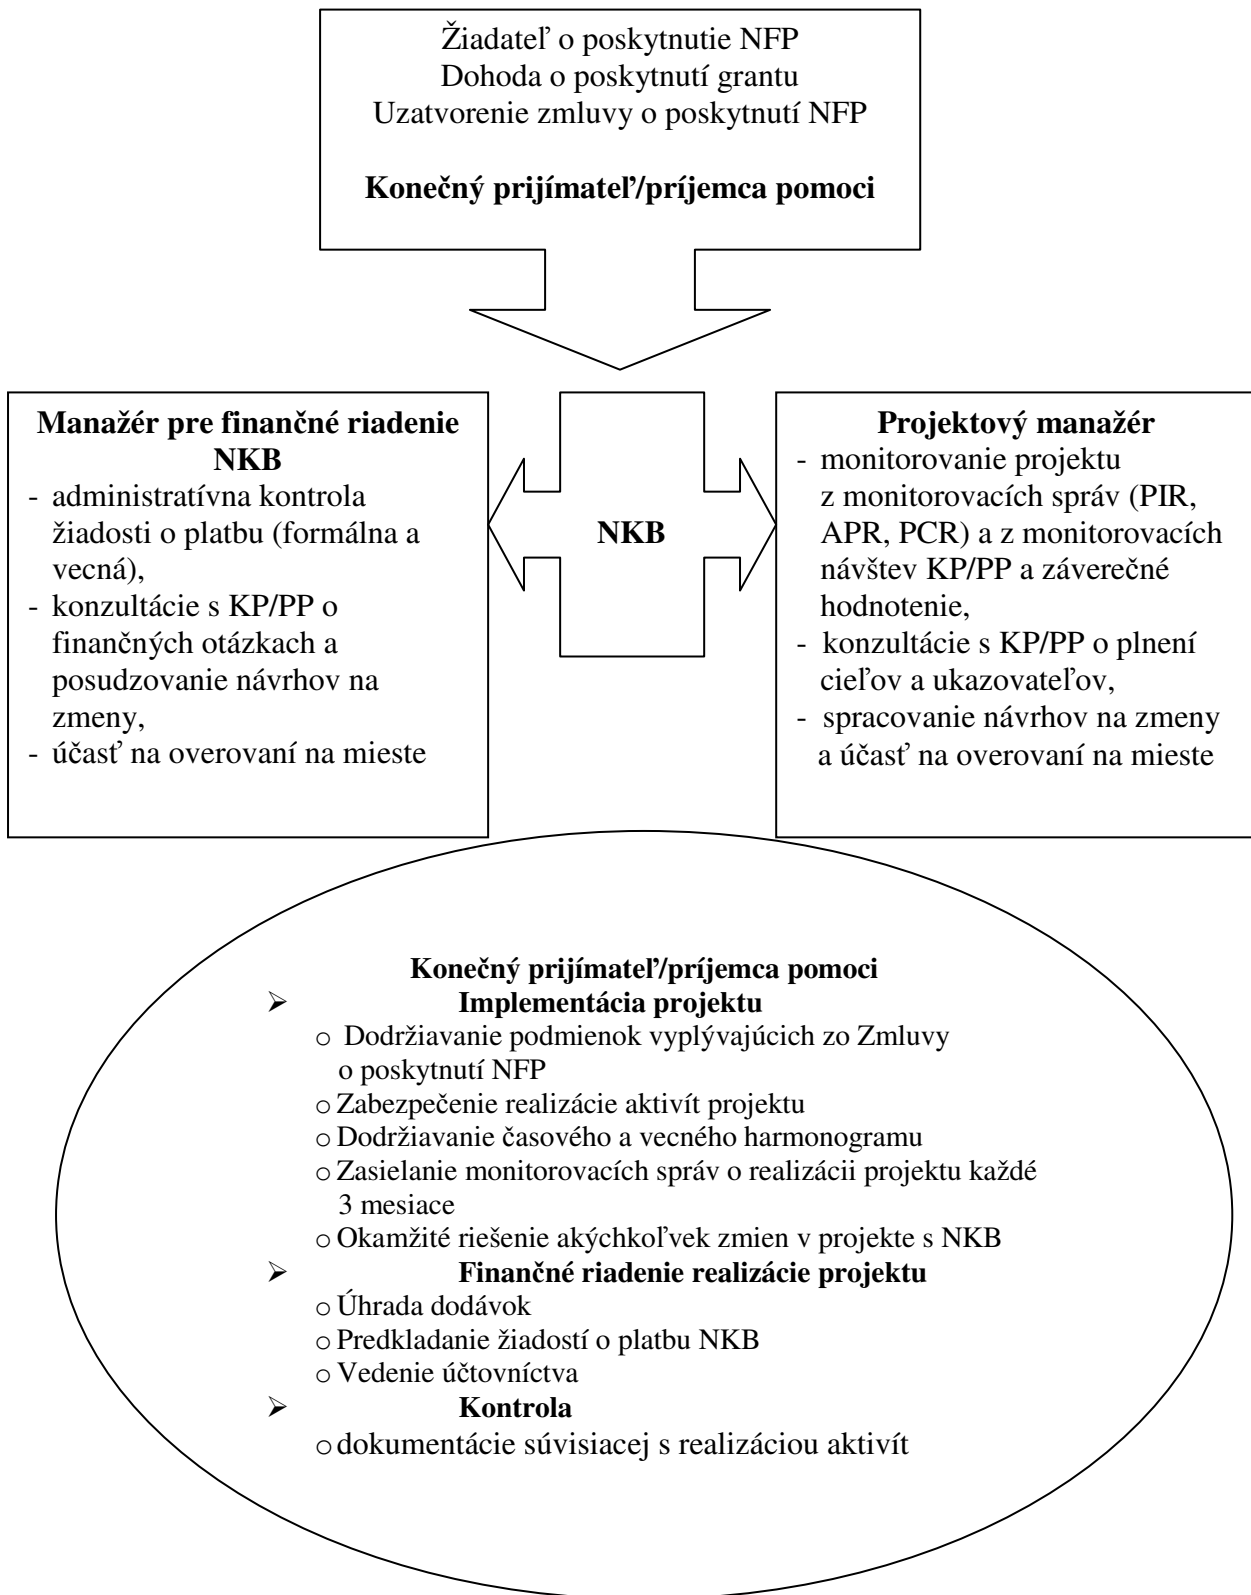 Žiadateľ o poskytnutie NFP
Dohoda o poskytnutí grantu
Uzatvorenie zmluvy o poskytnutí NFP
Konečný prijímateľ/príjemca pomoci
Manažér pre finančné riadenie
NKB
- administratívna kontrola
žiadosti o platbu (formálna a
vecná),
- konzultácie s KP/PP o
finančných otázkach a
posudzovanie návrhov na
zmeny,
- účasť na overovaní na mieste
NKB
Projektový manažér
- monitorovanie projektu
z monitorovacích správ (PIR,
APR, PCR) a z monitorovacích
návštev KP/PP a záverečné
hodnotenie,
- konzultácie s KP/PP o plnení
cieľov a ukazovateľov,
- spracovanie návrhov na zmeny
a účasť na overovaní na mieste
Konečný prijímateľ/príjemca pomoci
➢ Implementácia projektu
o Dodržiavanie podmienok vyplývajúcich zo Zmluvy
o poskytnutí NFP
o Zabezpečenie realizácie aktivít projektu
o Dodržiavanie časového a vecného harmonogramu
o Zasielanie monitorovacích správ o realizácii projektu každé
3 mesiace
o Okamžité riešenie akýchkoľvek zmien v projekte s NKB
➢ Finančné riadenie realizácie projektu
o Úhrada dodávok
o Predkladanie žiadostí o platbu NKB
o Vedenie účtovníctva
➢ Kontrola
o dokumentácie súvisiacej s realizáciou aktivít